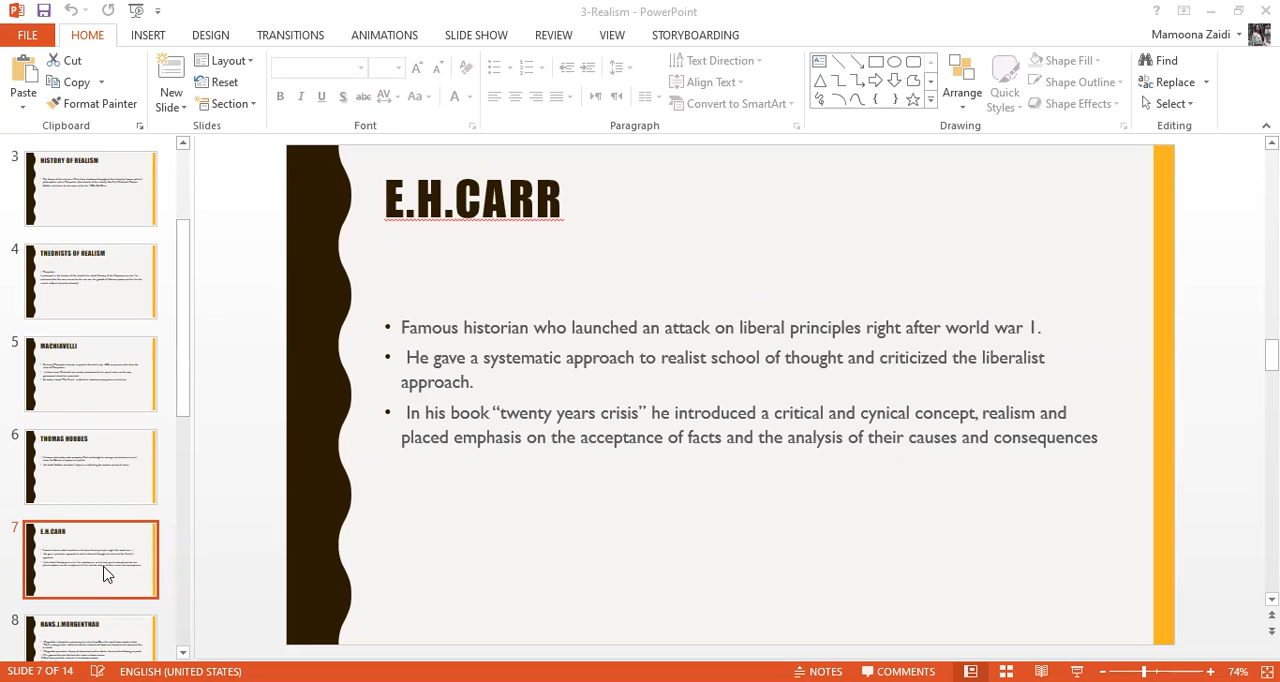 3-Realism - PowerPoint
FILE HOME INSERT DESIGN TRANSITIONS ANIMATIONS SLIDE SHOW REVIEW VIEW STORYBOARDING Mamoona Zaidi
Paste
Cut
Copy
Format Painter
Clipboard
New
Slide
Layout
Reset
Section
Slides
Font
Text Direction
Align Text
Convert to SmartArt
Paragraph
Arrange
Quick
Styles
Shape Fill
Shape Outline
Shape Effects
Drawing
Find
Replace
Select
Editing
3
HISTORY OF REALISM
4
THEORISTS OF REALISM
5
MACHIAVELLI
6
THOMAS HOBBES
7
E.H.CARR
8
HANS.J.MORGENTHAU
E.H.CARR
• Famous historian who launched an attack on liberal principles right after world war 1.
• He gave a systematic approach to realist school of thought and criticized the liberalist
approach.
• In his book “twenty years crisis” he introduced a critical and cynical concept, realism and
placed emphasis on the acceptance of facts and the analysis of their causes and consequences
SLIDE 7 OF 14 ENGLISH (UNITED STATES) NOTES COMMENTS 74%